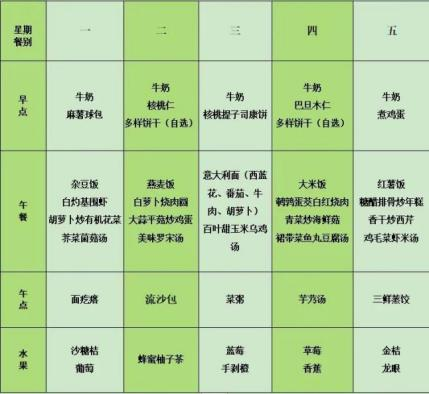 星期
餐别
一
二
三
四
五
早
点
牛奶
麻薯球包
牛奶
核桃仁
多样饼干（自选）
牛奶
核桃提子司康饼
牛奶
巴旦木仁
多样饼干（自选）
牛奶
煮鸡蛋
午
餐
杂豆饭
白灼基围虾
胡萝卜炒有机花菜
荠菜菌菇汤
燕麦饭
白萝卜烧肉圆
大蒜平菇炒鸡蛋
美味罗宋汤
意大利面（西蓝
花、番茄、牛
肉、胡萝卜）
百叶甜玉米乌鸡
汤
大米饭
鹌鹑蛋茭白红烧肉
青菜炒海鲜菇
裙带菜鱼丸豆腐汤
红薯饭
糖醋排骨炒年糕
香干炒西芹
鸡毛菜虾米汤
午
点
面疙瘩
流沙包
菜粥
芋艿汤
三鲜蒸饺
水
果
沙糖桔
葡萄
蜂蜜柚子茶
蓝莓
手剥橙
草莓
香蕉
金桔
龙眼